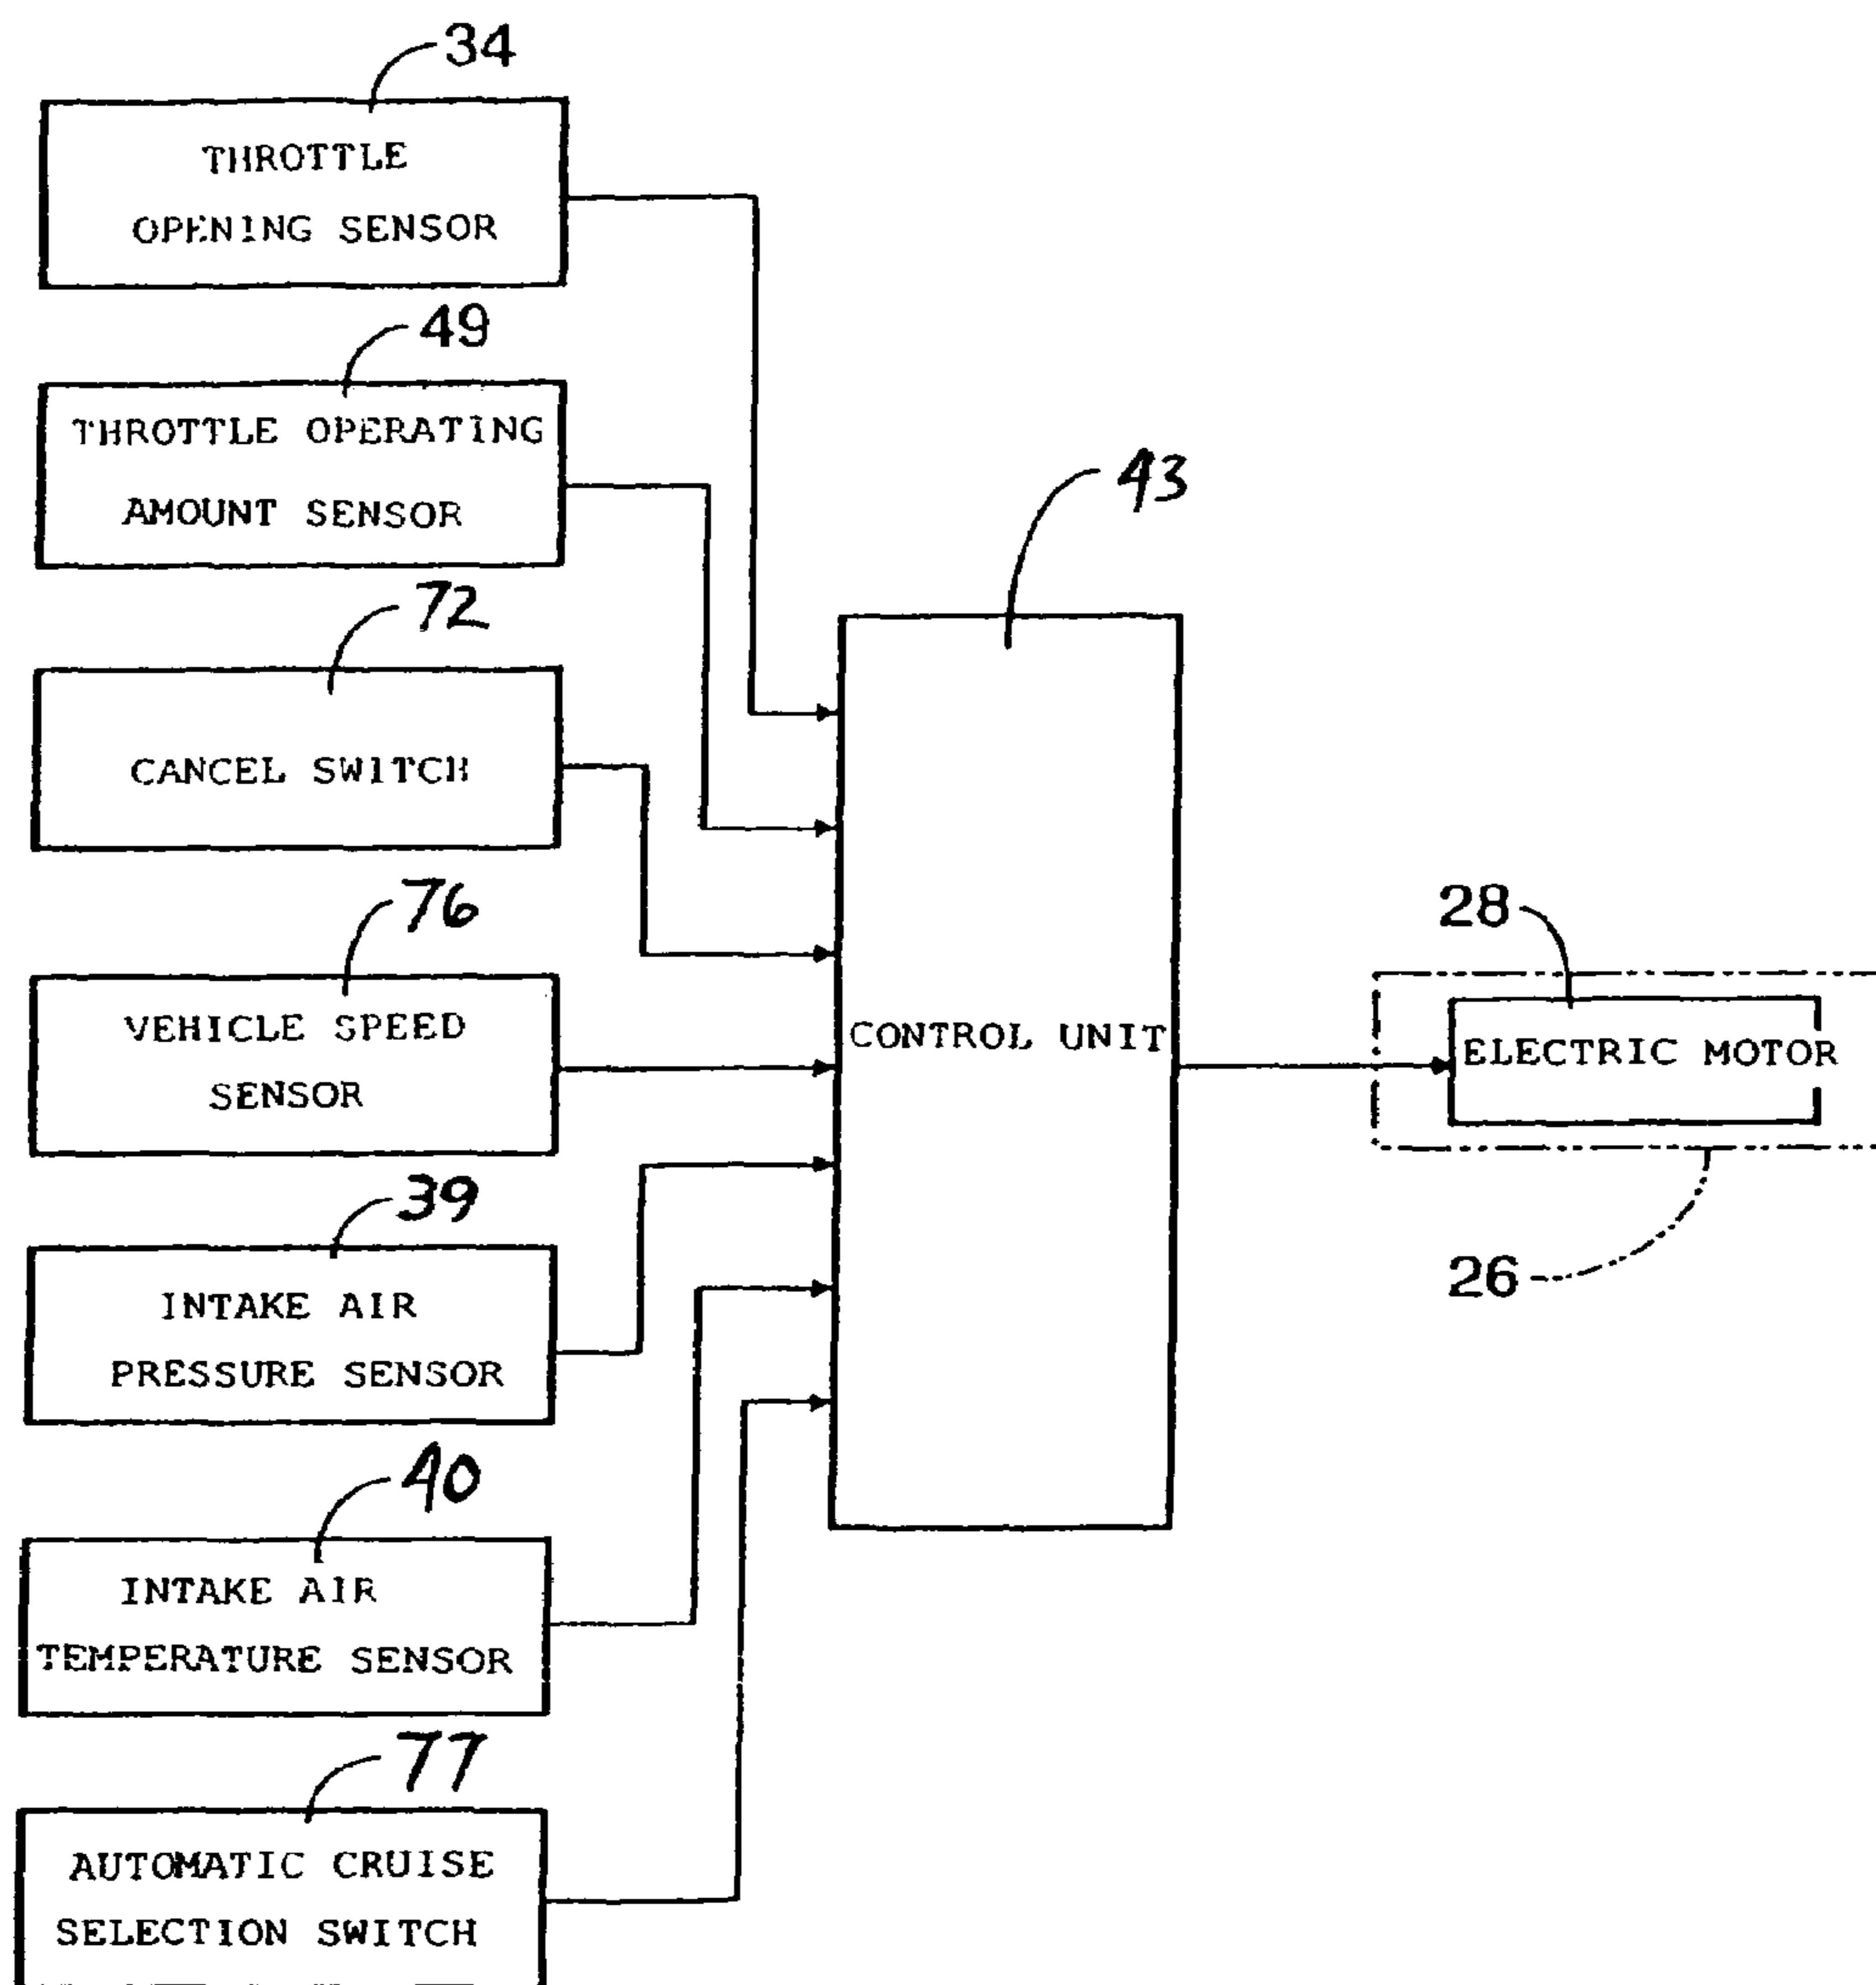 34
THROTTLE
OPENING SENSOR
49
THROTTLE OPERATING
AMOUNT SENSOR
43
72
CANCEL SWITCH
76
28
VEHICLE SPEED
SENSOR
CONTROL UNIT
ELECTRIC MOTOR
39
26
INTAKE AIR
PRESSURE SENSOR
40
INTAKE AIR
TEMPERATURE SENSOR
77
AUTOMATIC CRUISE
SELECTION SWITCH